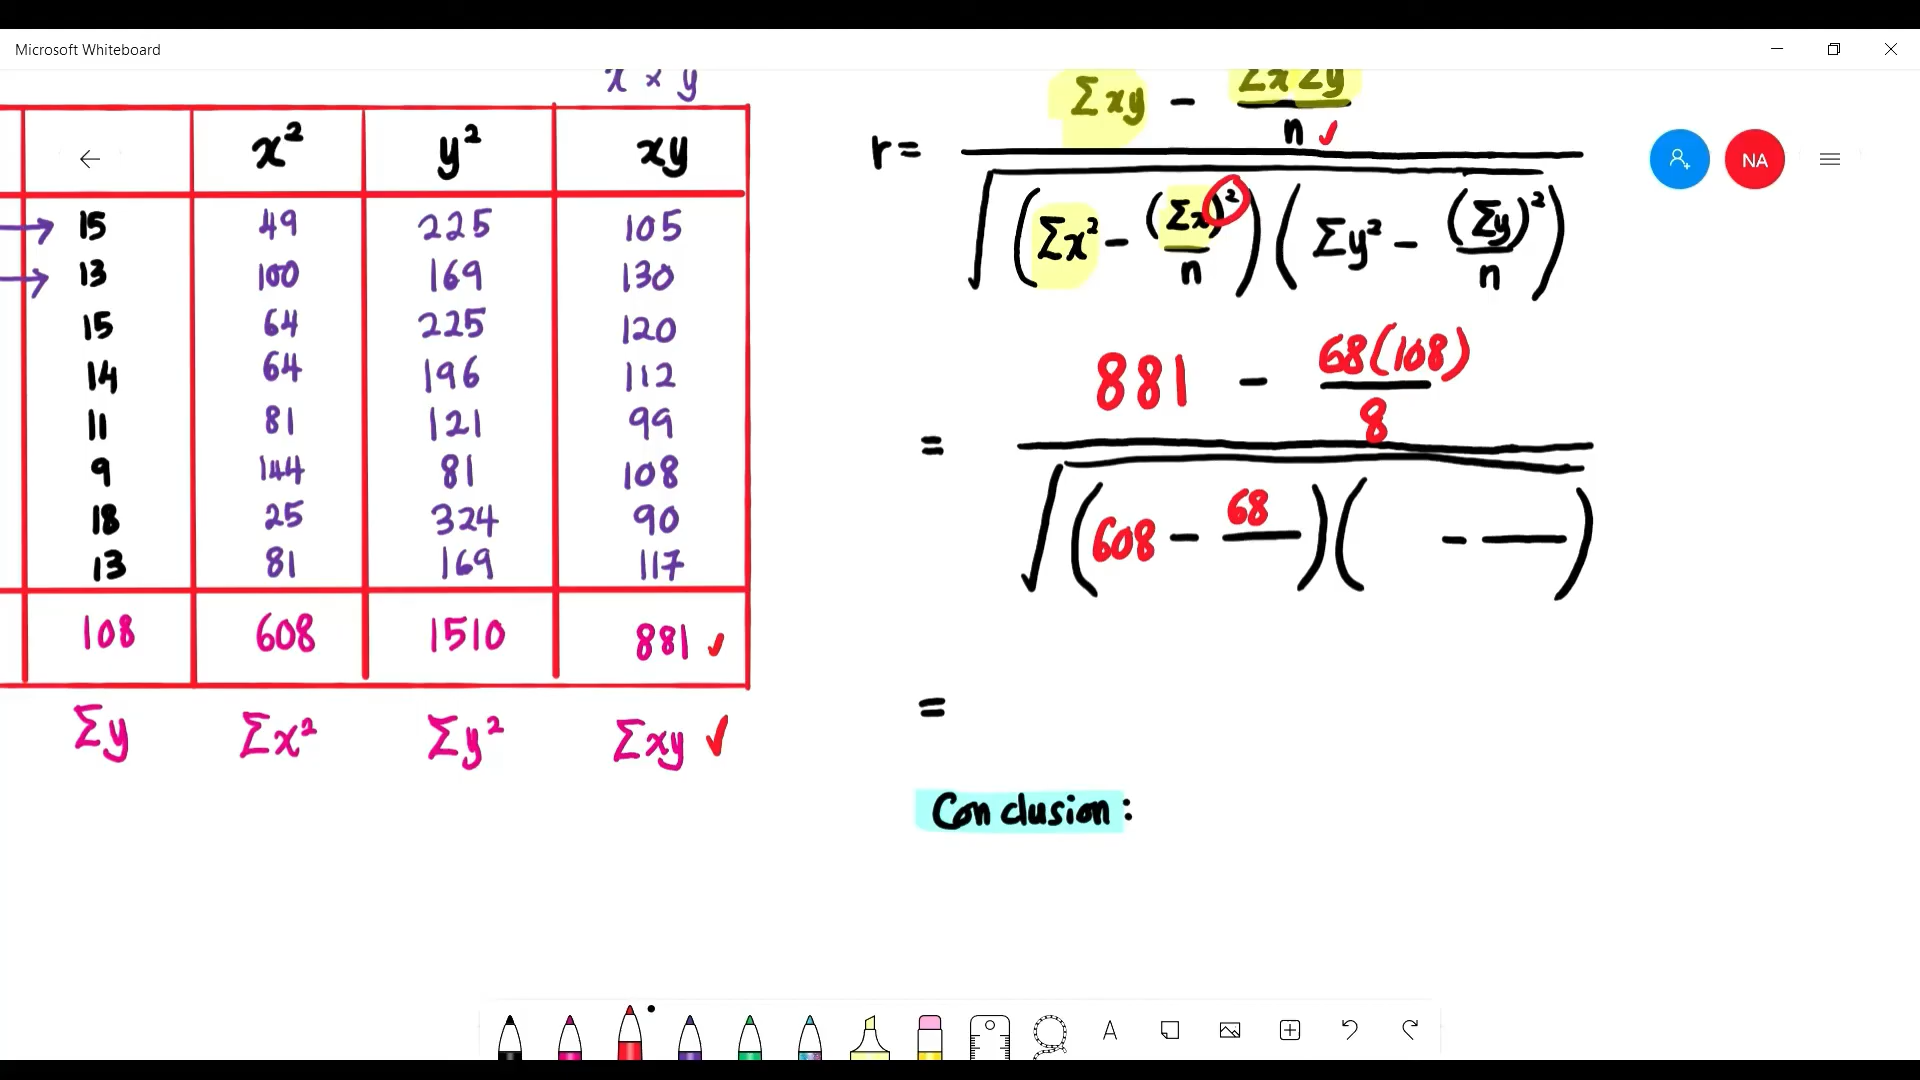 Microsoft Whiteboard
x × y
x² y² xy
15 49 225 105
13 100 169 130
15 64 225 120
14 64 196 112
11 81 121 99
9 144 81 108
18 25 324 90
13 81 169 117
108 608 1510 881 ✓
Σy Σx² Σy² Σxy ✓
Σxy - Σx Σy
n ✓
r =
√ (Σx² - (Σx)² / n) (Σy² - (Σy)² / n)
881 - 68(108)
8
=
√ (608 - 68 / ) ( - )
=
Conclusion:
NA
A